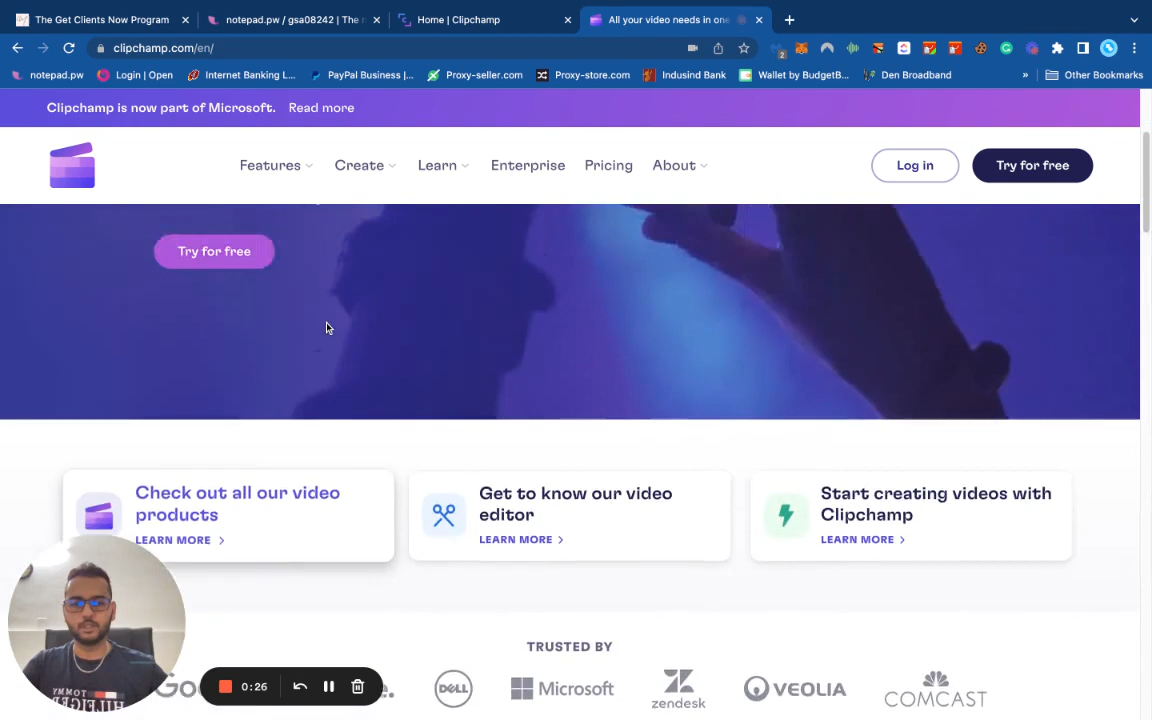 The Get Clients Now Program
notepad.pw / gsa08242 | The n
Home | Clipchamp
All your video needs in one
clipchamp.com/en/
2
notepad.pw
Login | Open
Internet Banking L...
PayPal Business |...
Proxy-seller.com
Proxy-store.com
Indusind Bank
Wallet by BudgetB...
Den Broadband
»
Other Bookmarks
Clipchamp is now part of Microsoft. Read more
Features
Create
Learn
Enterprise
Pricing
About
Log in
Try for free
Try for free
Check out all our video
products
LEARN MORE
Get to know our video
editor
LEARN MORE
Start creating videos with
Clipchamp
LEARN MORE
TRUSTED BY
DELL
Microsoft
zendesk
VEOLIA
COMCAST
0:26
TOMMY
HILFIGER